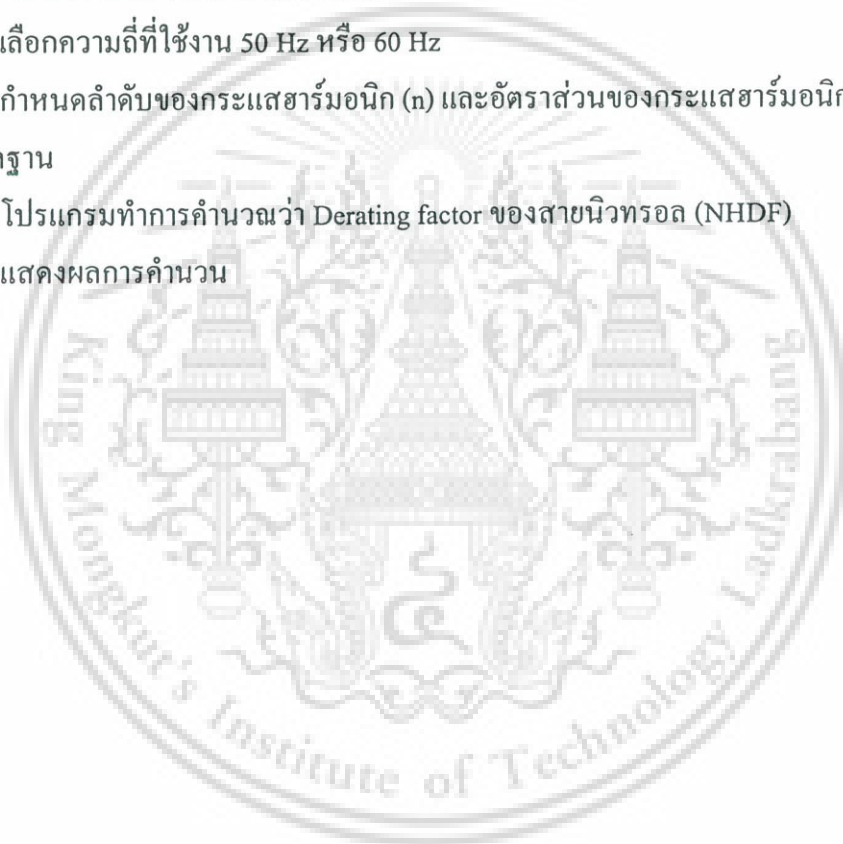 เลือกความถี่ที่ใช้งาน 50 Hz หรือ 60 Hz
กำหนดลำดับของกระแสฮาร์มอนิก (n) และอัตราส่วนของกระแสฮาร์มอนิก
ฐาน
โปรแกรมทำการคำนวณว่า Derating factor ของสายนิวทรอล (NHDF)
แสดงผลการคำนวน
King Mongkut's Institute of Technology Ladkrabang